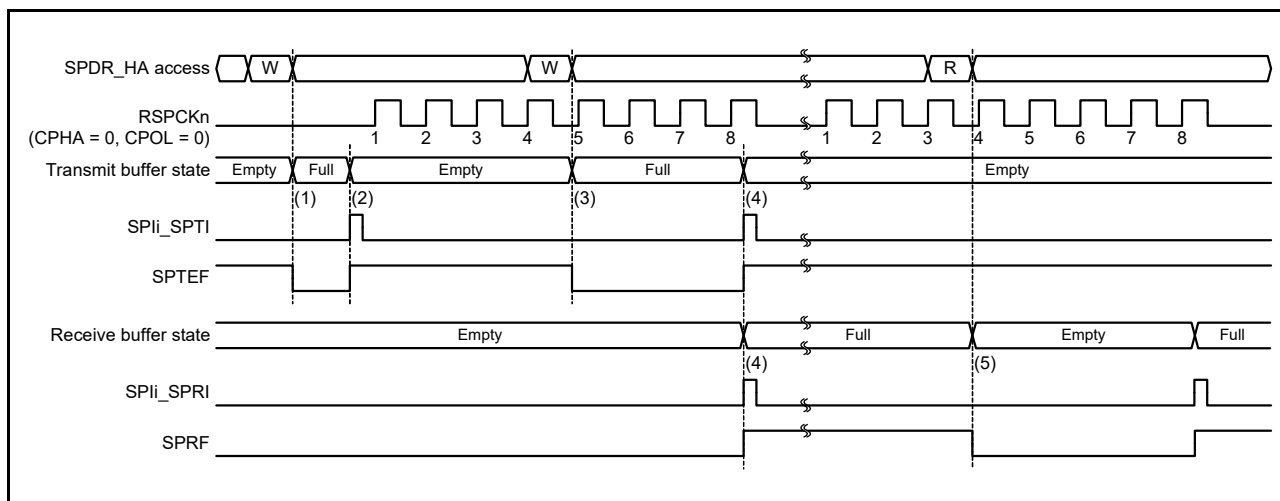 SPDR_HA access W W R
RSPCKn
(CPHA = 0, CPOL = 0) 1 2 3 4 5 6 7 8 1 2 3 4 5 6 7 8
Transmit buffer state Empty Full Empty Full Empty
(1) (2) (3) (4)
SPIi_SPTI
SPTEF
Receive buffer state Empty Full Empty Full
(4) (5)
SPIi_SPRI
SPRF